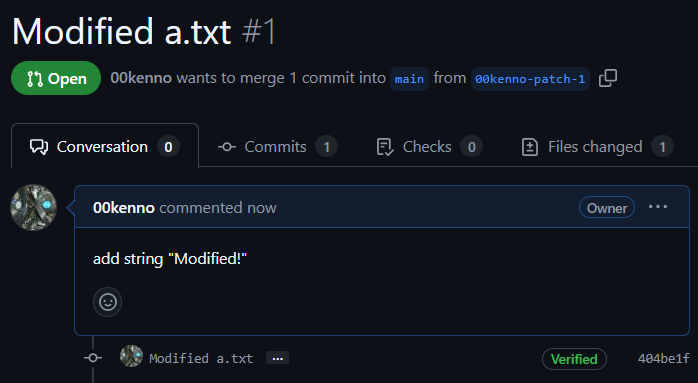 Modified a.txt #1
Open 00kenno wants to merge 1 commit into main from 00kenno-patch-1
Conversation 0 Commits 1 Checks 0 Files changed 1
00kenno commented now Owner ...
add string "Modified!"
Modified a.txt ... Verified 404be1f